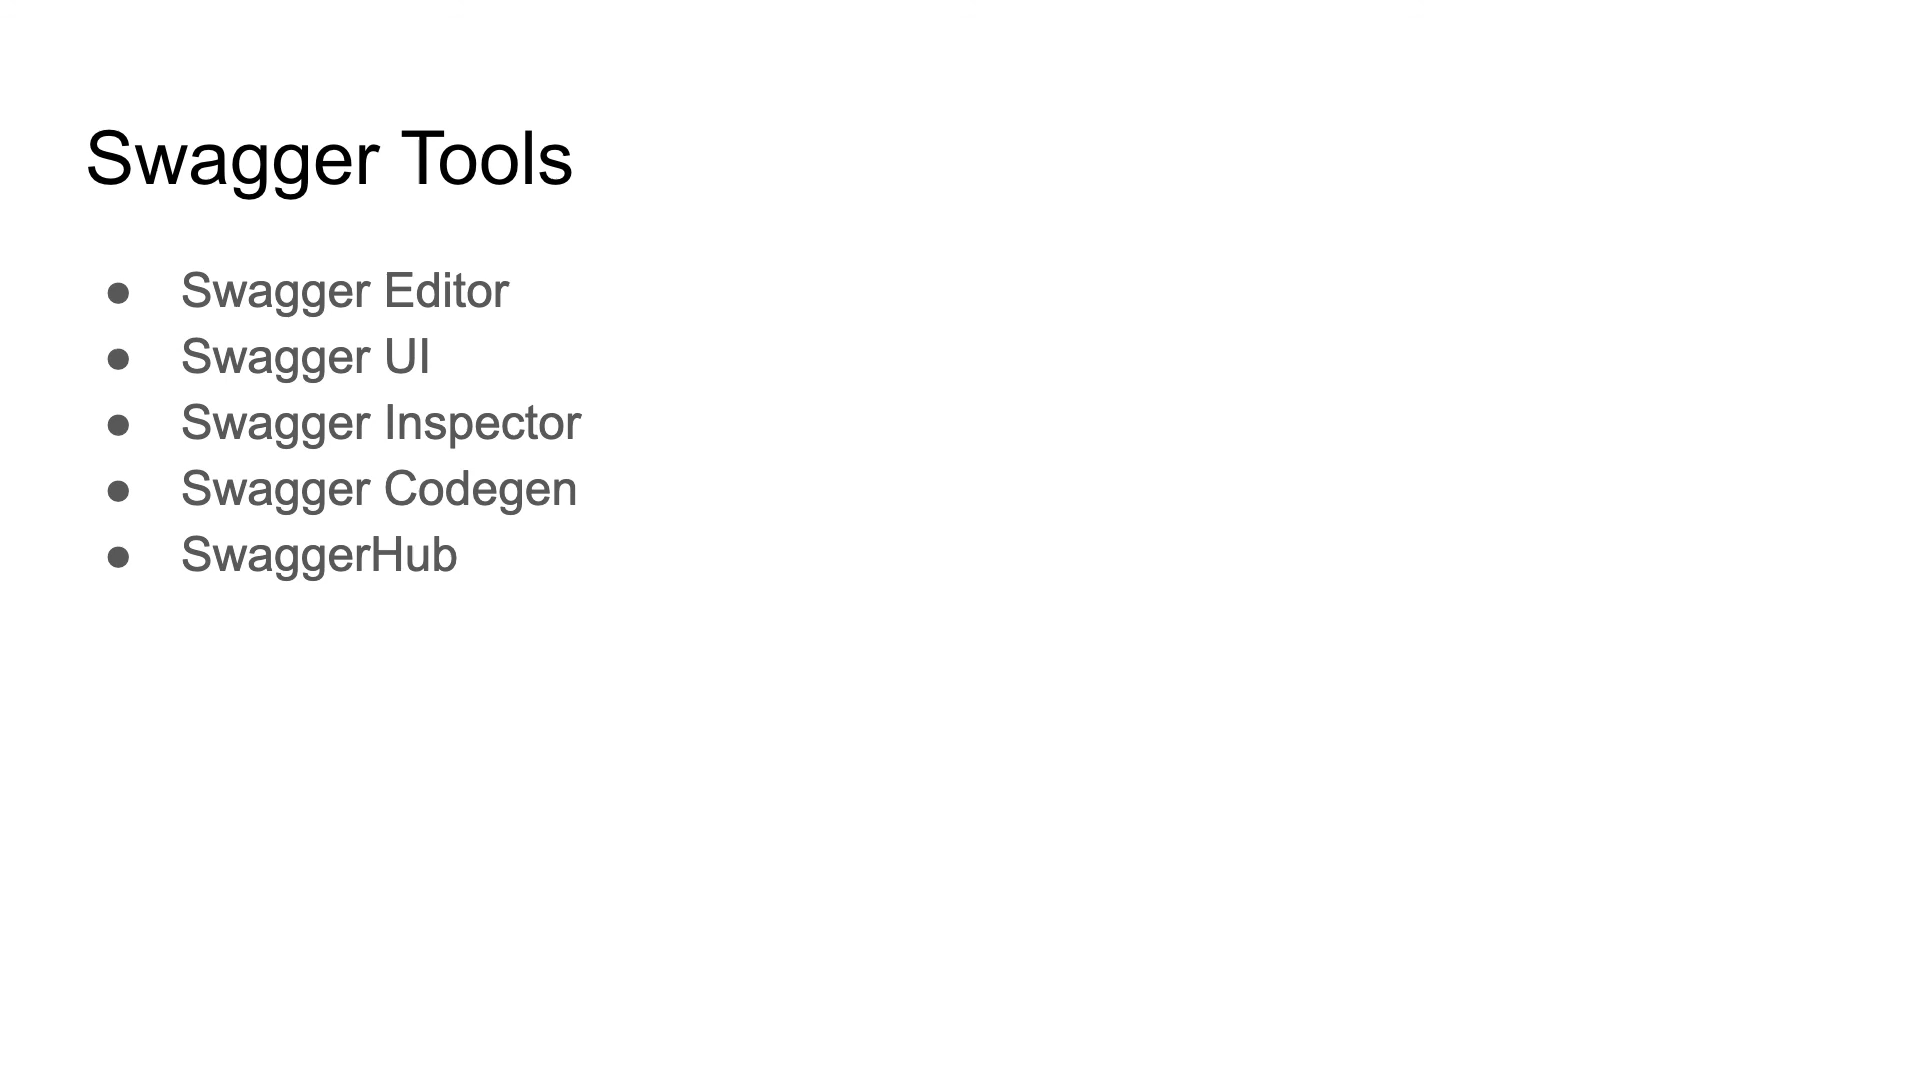 Swagger Tools
● Swagger Editor
● Swagger UI
● Swagger Inspector
● Swagger Codegen
● SwaggerHub